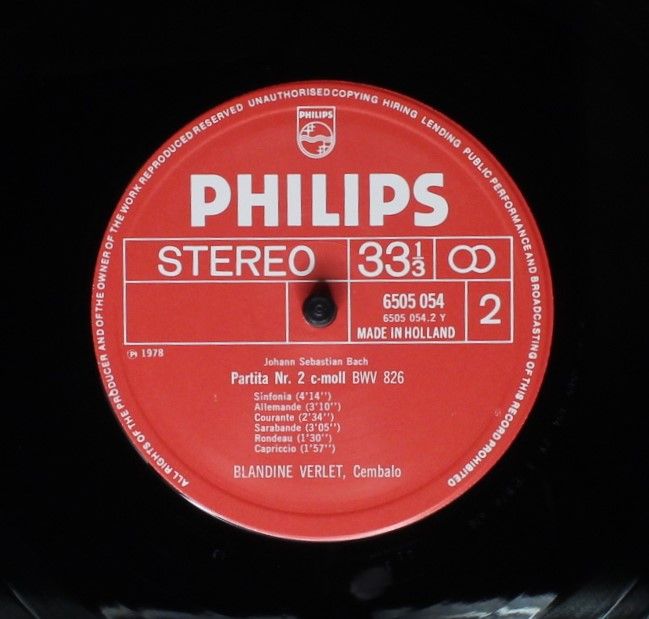 ALL RIGHTS OF THE PRODUCER AND OF THE OWNER OF THE WORK REPRODUCED RESERVED UNAUTHORISED COPYING HIRING LENDING PUBLIC PERFORMANCE AND BROADCASTING OF THIS RECORD PROHIBITED
PHILIPS
PHILIPS
STEREO 33 1/3
6505 054
6505 054.2 Y
MADE IN HOLLAND
2
℗ 1978
Johann Sebastian Bach
Partita Nr. 2 c-moll BWV 826
Sinfonia (4'14'')
Allemande (3'10'')
Courante (2'34'')
Sarabande (3'05'')
Rondeau (1'30'')
Capriccio (1'57'')
BLANDINE VERLET, Cembalo